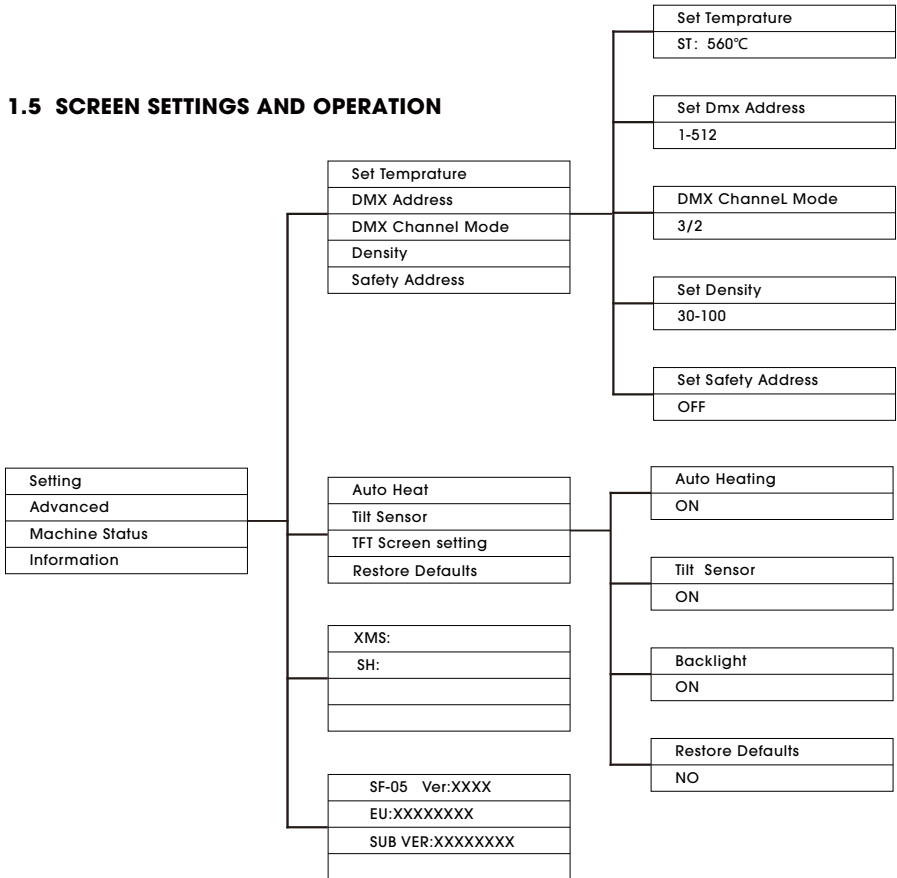 1.5 SCREEN SETTINGS AND OPERATION
Setting
Advanced
Machine Status
Information
Set Temprature
DMX Address
DMX Channel Mode
Density
Safety Address
Set Temprature
ST: 560℃
Set Dmx Address
1-512
DMX ChanneL Mode
3/2
Set Density
30-100
Set Safety Address
OFF
Auto Heat
Tilt Sensor
TFT Screen setting
Restore Defaults
Auto Heating
ON
Tilt Sensor
ON
Backlight
ON
Restore Defaults
NO
XMS:
SH:
SF-05 Ver:XXXX
EU:XXXXXXXX
SUB VER:XXXXXXXX